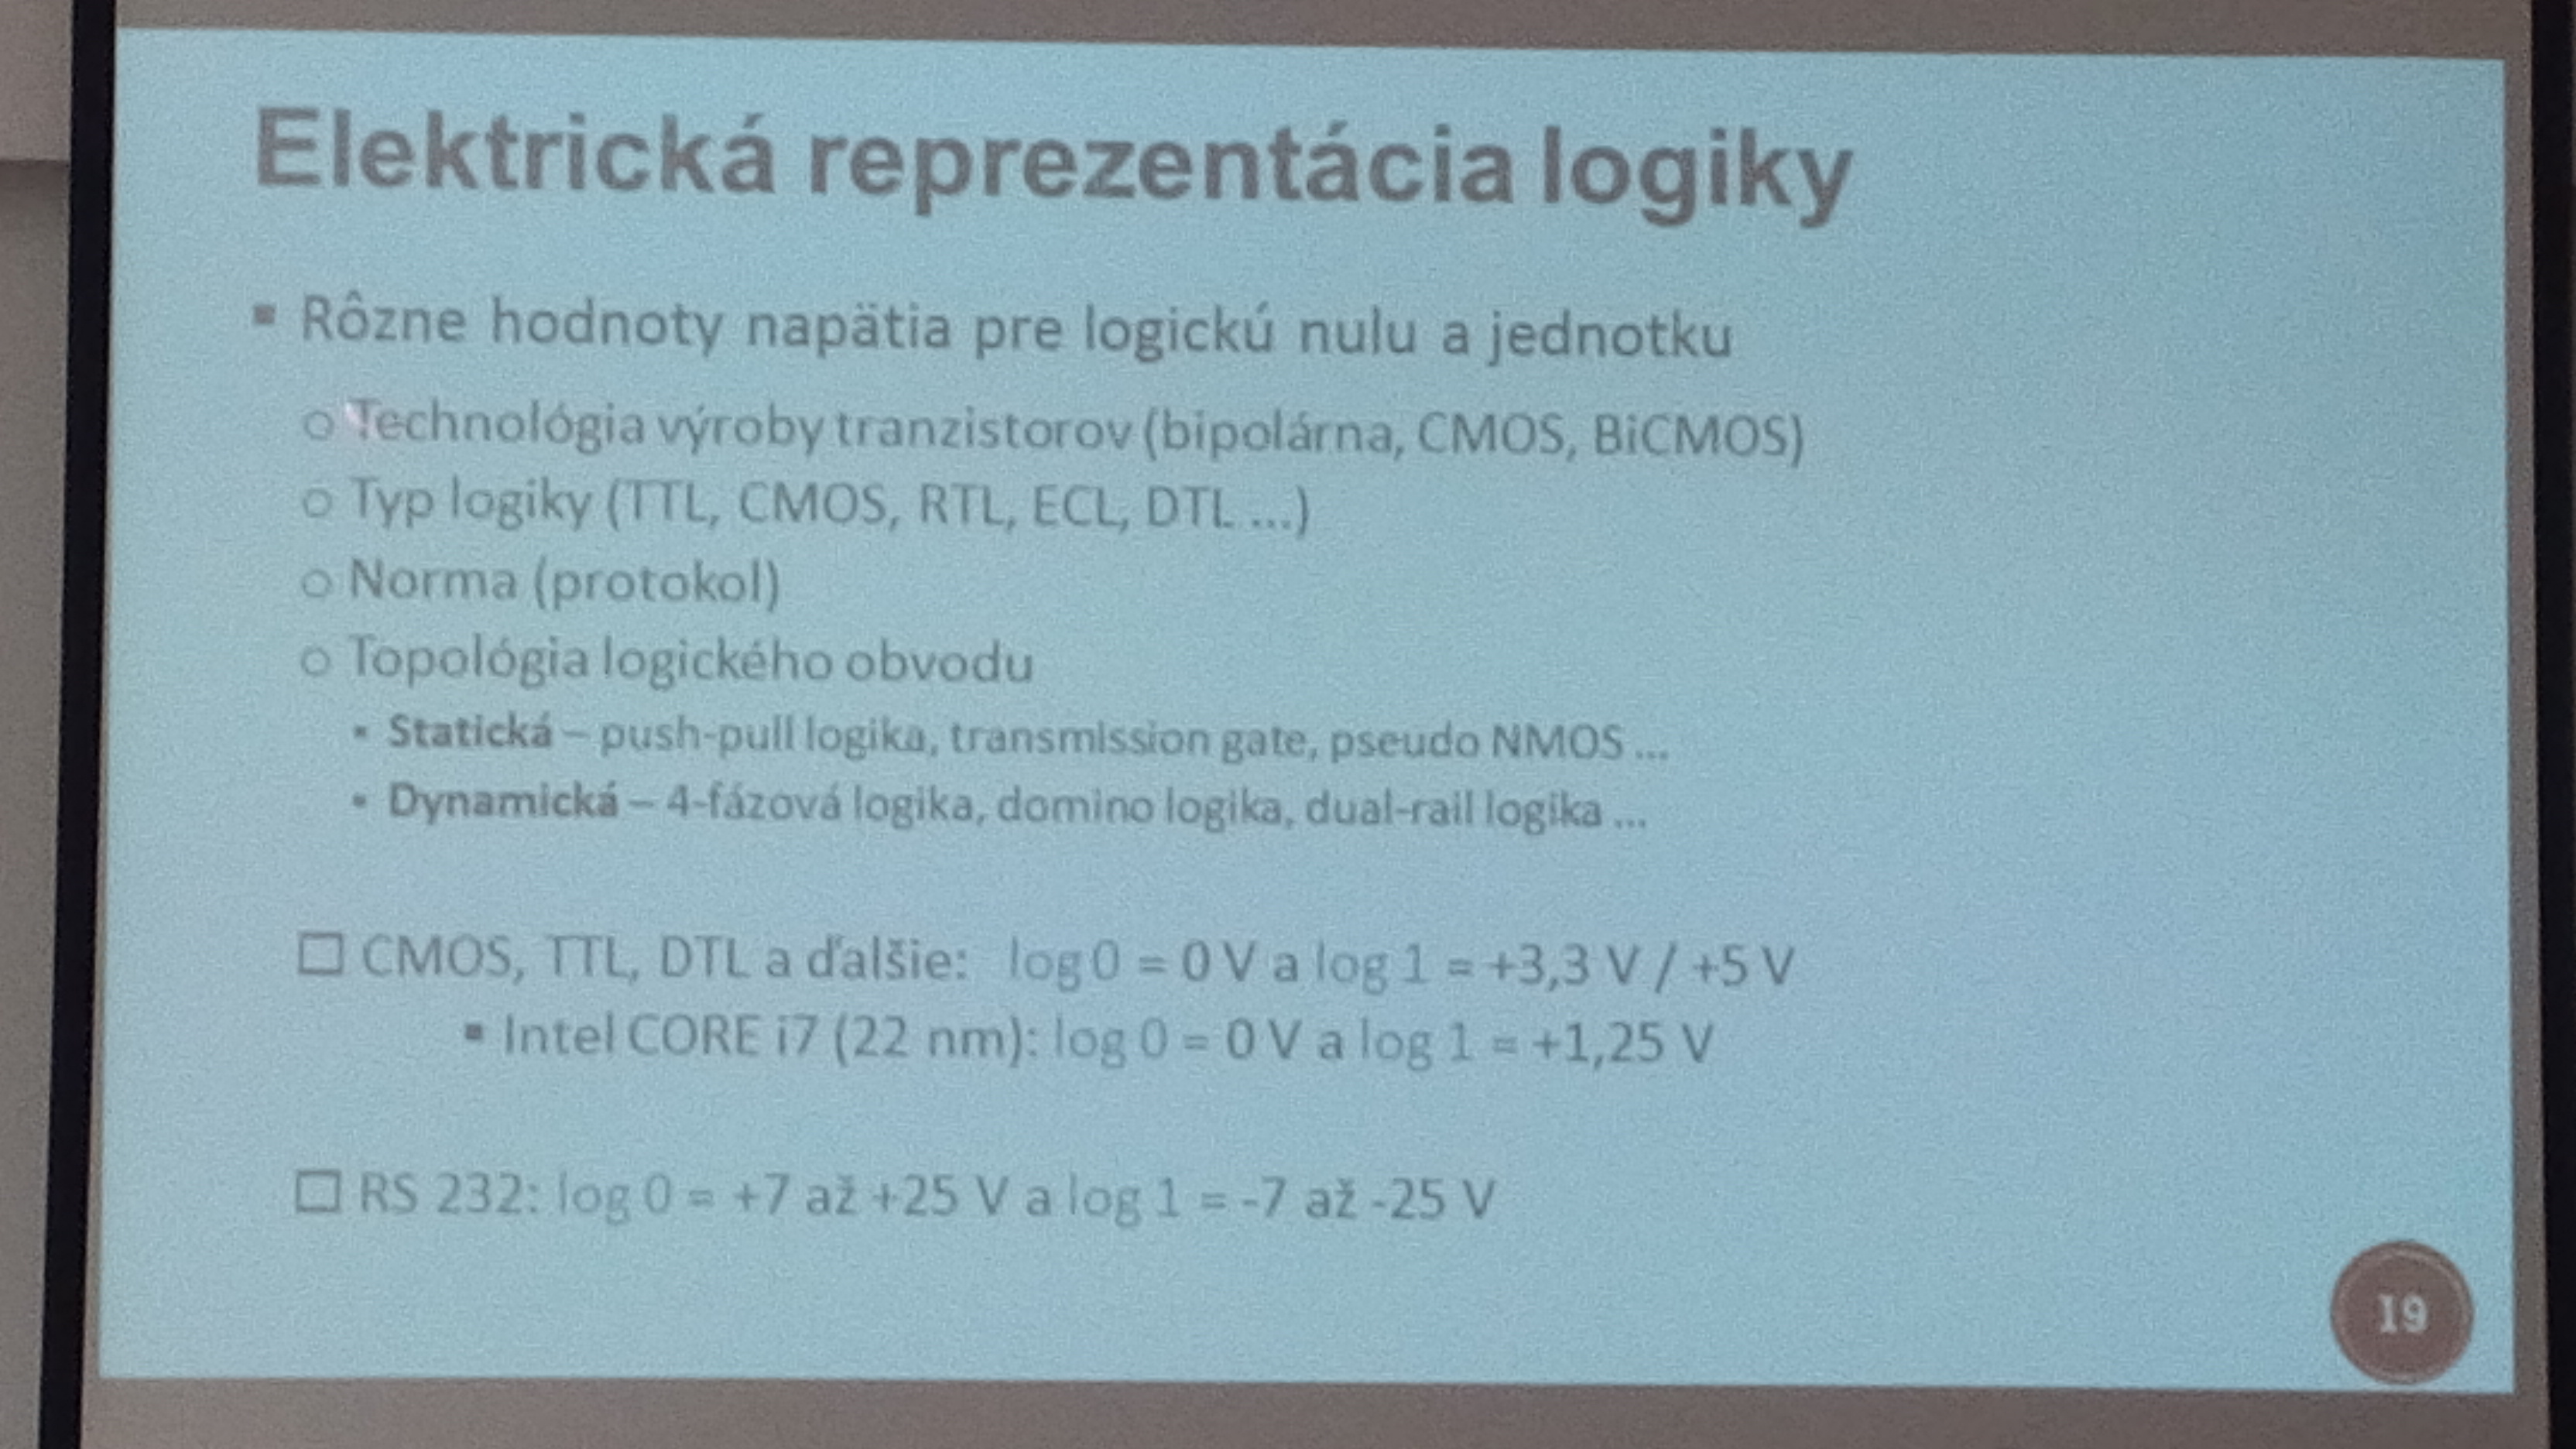 Elektrická reprezentácia logiky
▪ Rôzne hodnoty napätia pre logickú nulu a jednotku
o Technológia výroby tranzistorov (bipolárna, CMOS, BiCMOS)
o Typ logiky (TTL, CMOS, RTL, ECL, DTL ...)
o Norma (protokol)
o Topológia logického obvodu
▪ Statická – push-pull logika, transmission gate, pseudo NMOS ...
▪ Dynamická – 4-fázová logika, domino logika, dual-rail logika ...
☐ CMOS, TTL, DTL a ďalšie: log 0 = 0 V a log 1 = +3,3 V / +5 V
▪ Intel CORE i7 (22 nm): log 0 = 0 V a log 1 = +1,25 V
☐ RS 232: log 0 = +7 až +25 V a log 1 = -7 až -25 V
19